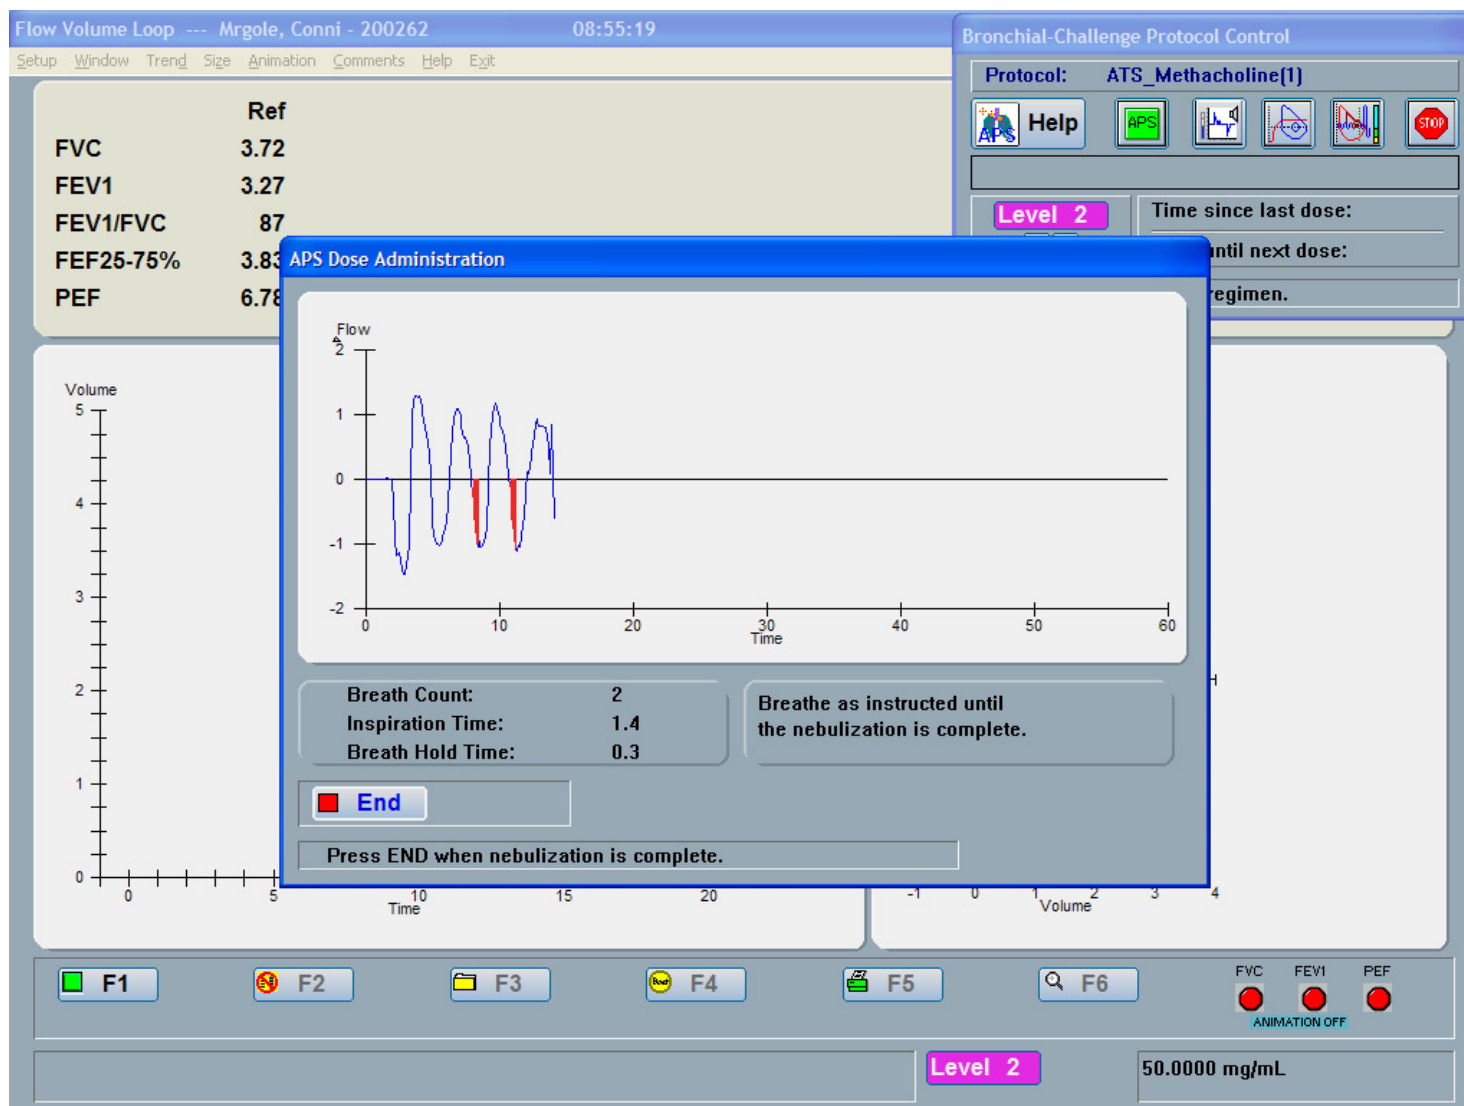 Flow Volume Loop --- Mrgole, Conni - 200262 08:55:19
Setup Window Trend Size Animation Comments Help Exit
Ref
FVC 3.72
FEV1 3.27
FEV1/FVC 87
FEF25-75% 3.83
PEF 6.78
Bronchial-Challenge Protocol Control
Protocol: ATS_Methacholine(1)
APS Help APS STOP
Level 2 Time since last dose:
until next dose:
regimen.
APS Dose Administration
Flow
2
1
0
-1
-2
0 10 20 30 40 50 60
Time
Breath Count: 2
Inspiration Time: 1.4
Breath Hold Time: 0.3
Breathe as instructed until
the nebulization is complete.
End
Press END when nebulization is complete.
Volume
5
4
3
2
1
0
0 5 10 15 20
Time
-1 0 1 2 3 4
Volume
F1 F2 F3 F4 F5 F6
FVC FEV1 PEF
ANIMATION OFF
Level 2 50.0000 mg/mL